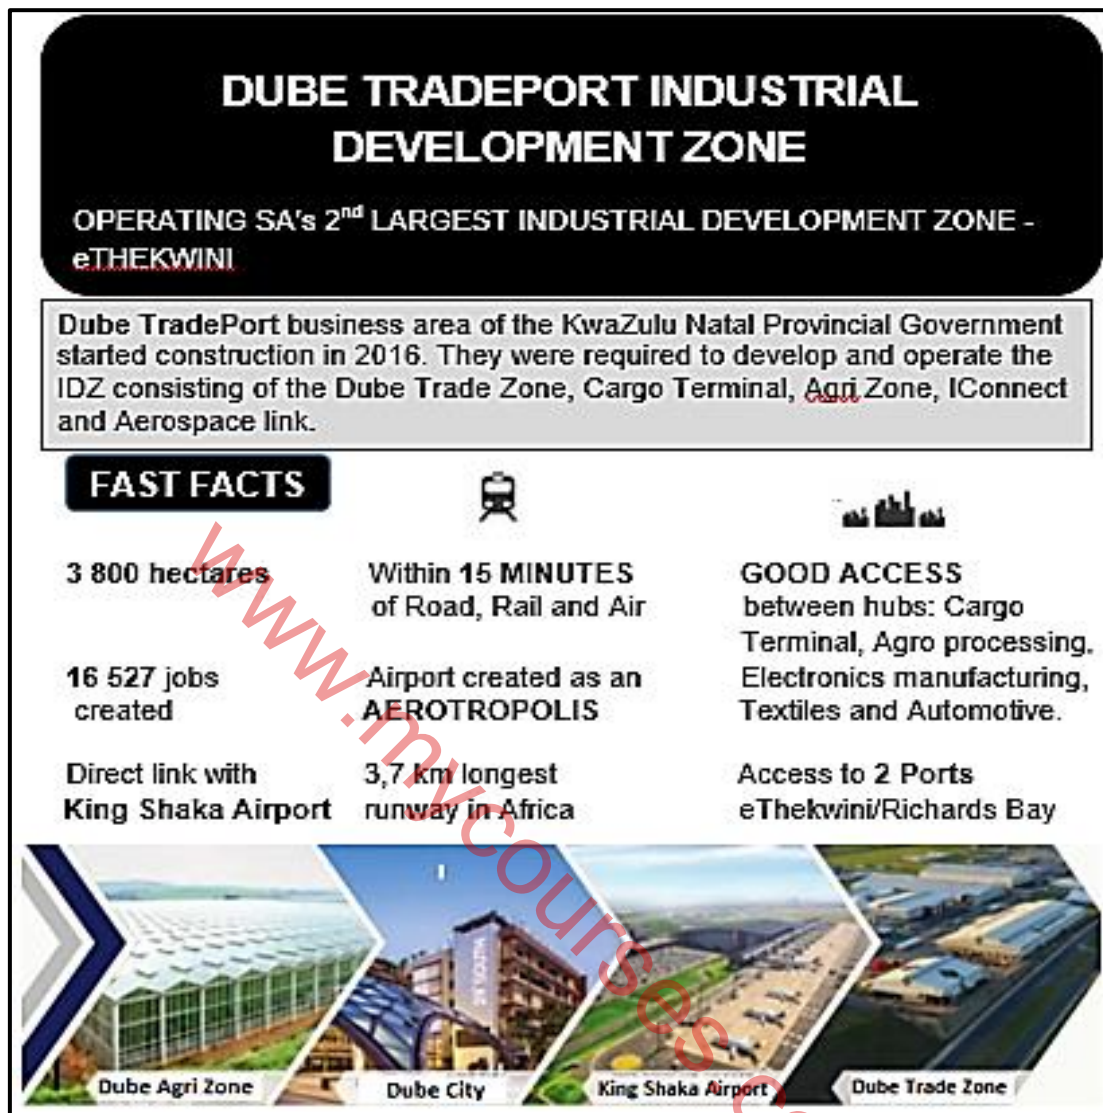 DUBE TRADEPORT INDUSTRIAL
DEVELOPMENT ZONE
OPERATING SA's 2nd LARGEST INDUSTRIAL DEVELOPMENT ZONE -
eTHEKWINI
Dube TradePort business area of the KwaZulu Natal Provincial Government
started construction in 2016. They were required to develop and operate the
IDZ consisting of the Dube Trade Zone, Cargo Terminal, Agri Zone, IConnect
and Aerospace link.
FAST FACTS
3 800 hectares
16 527 jobs
created
Direct link with
King Shaka Airport
Within 15 MINUTES
of Road, Rail and Air
Airport created as an
AEROTROPOLIS
3,7 km longest
runway in Africa
GOOD ACCESS
between hubs: Cargo
Terminal, Agro processing.
Electronics manufacturing,
Textiles and Automotive.
Access to 2 Ports
eThekwini/Richards Bay
Dube Agri Zone
Dube City
King Shaka Airport
Dube Trade Zone
www.mycourses.co